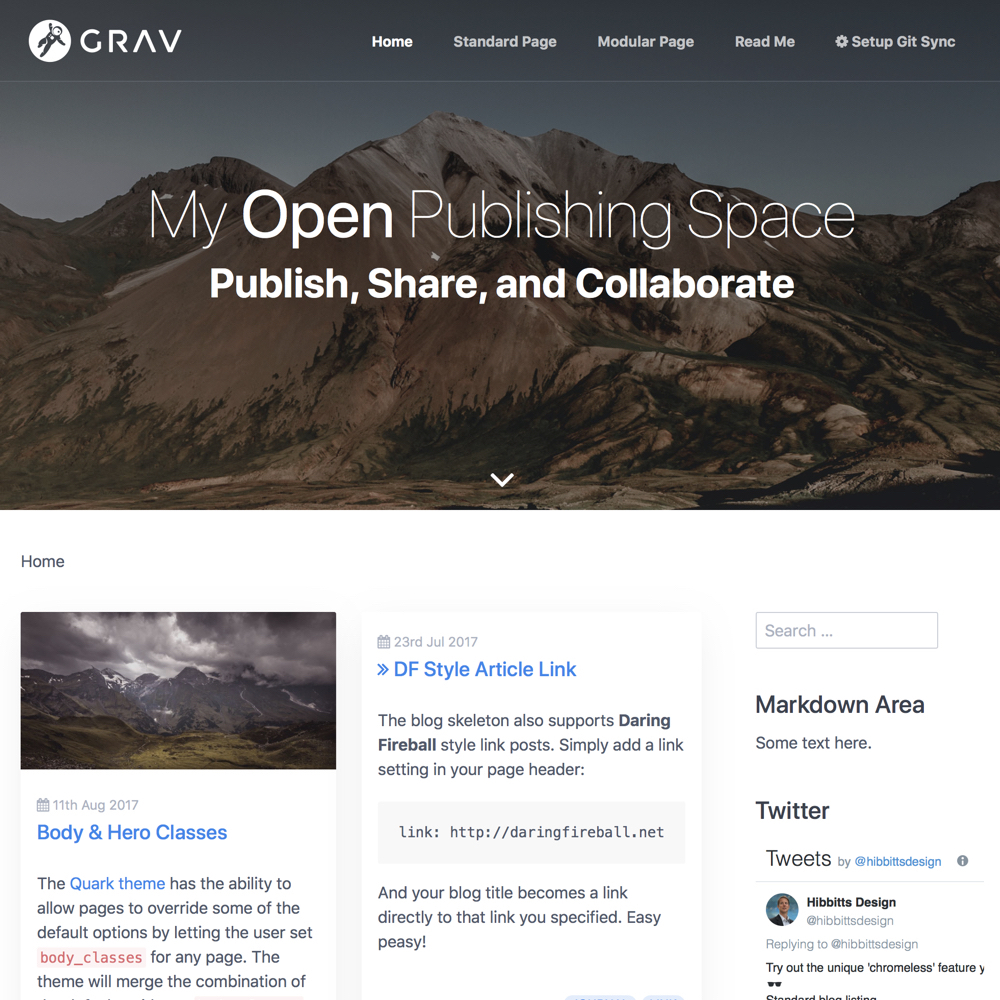 GRAV
Home
Standard Page
Modular Page
Read Me
Setup Git Sync
My Open Publishing Space
Publish, Share, and Collaborate
Home
11th Aug 2017
Body & Hero Classes
The Quark theme has the ability to
allow pages to override some of the
default options by letting the user set
body_classes for any page. The
theme will merge the combination of
23rd Jul 2017
DF Style Article Link
The blog skeleton also supports Daring
Fireball style link posts. Simply add a link
setting in your page header:
link: http://daringfireball.net
And your blog title becomes a link
directly to that link you specified. Easy
peasy!
Search ...
Markdown Area
Some text here.
Twitter
Tweets by @hibbittsdesign
Hibbitts Design
@hibbittsdesign
Replying to @hibbittsdesign
Try out the unique 'chromeless' feature
Standard blog listing